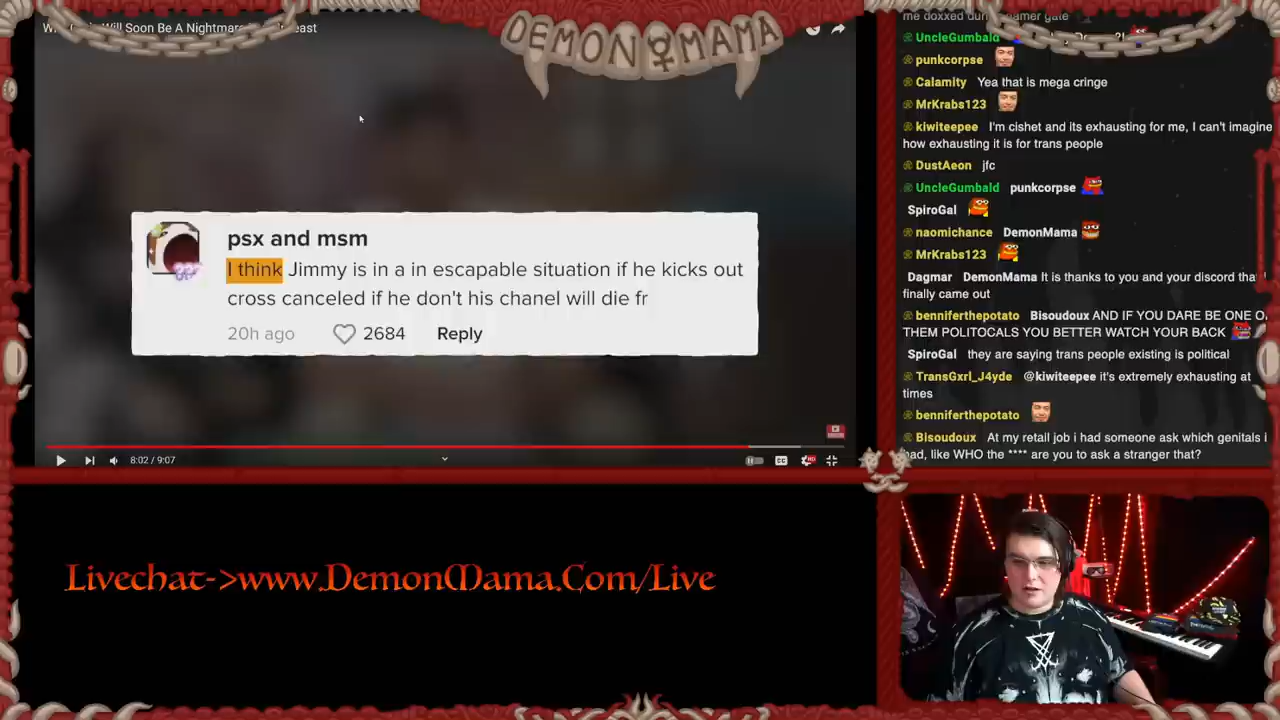 Will Soon Be A Nightmare
DEMON MAMA
psx and msm
I think Jimmy is in a in escapable situation if he kicks out
cross canceled if he don't his chanel will die fr
20h ago 2684 Reply
8:02 / 9:07
CC
Livechat->www.DemonMama.Com/Live
me doxxed
gamer gate
UncleGumbald
punkcorpse
Calamity Yea that is mega cringe
MrKrabs123
kiwiteepee I'm cishet and its exhausting for me, I can't imagine
how exhausting it is for trans people
DustAeon jfc
UncleGumbald punkcorpse
SpiroGal
naomichance DemonMama
MrKrabs123
Dagmar DemonMama It is thanks to you and your discord
finally came out
benniferthepotato Bisoudoux AND IF YOU DARE BE ONE
THEM POLITOCALS YOU BETTER WATCH YOUR BACK
SpiroGal they are saying trans people existing is political
TransGxrl_J4yde @kiwiteepee it's extremely exhausting at
times
benniferthepotato
Bisoudoux At my retail job i had someone ask which genitals i
had, like WHO the **** are you to ask a stranger that?